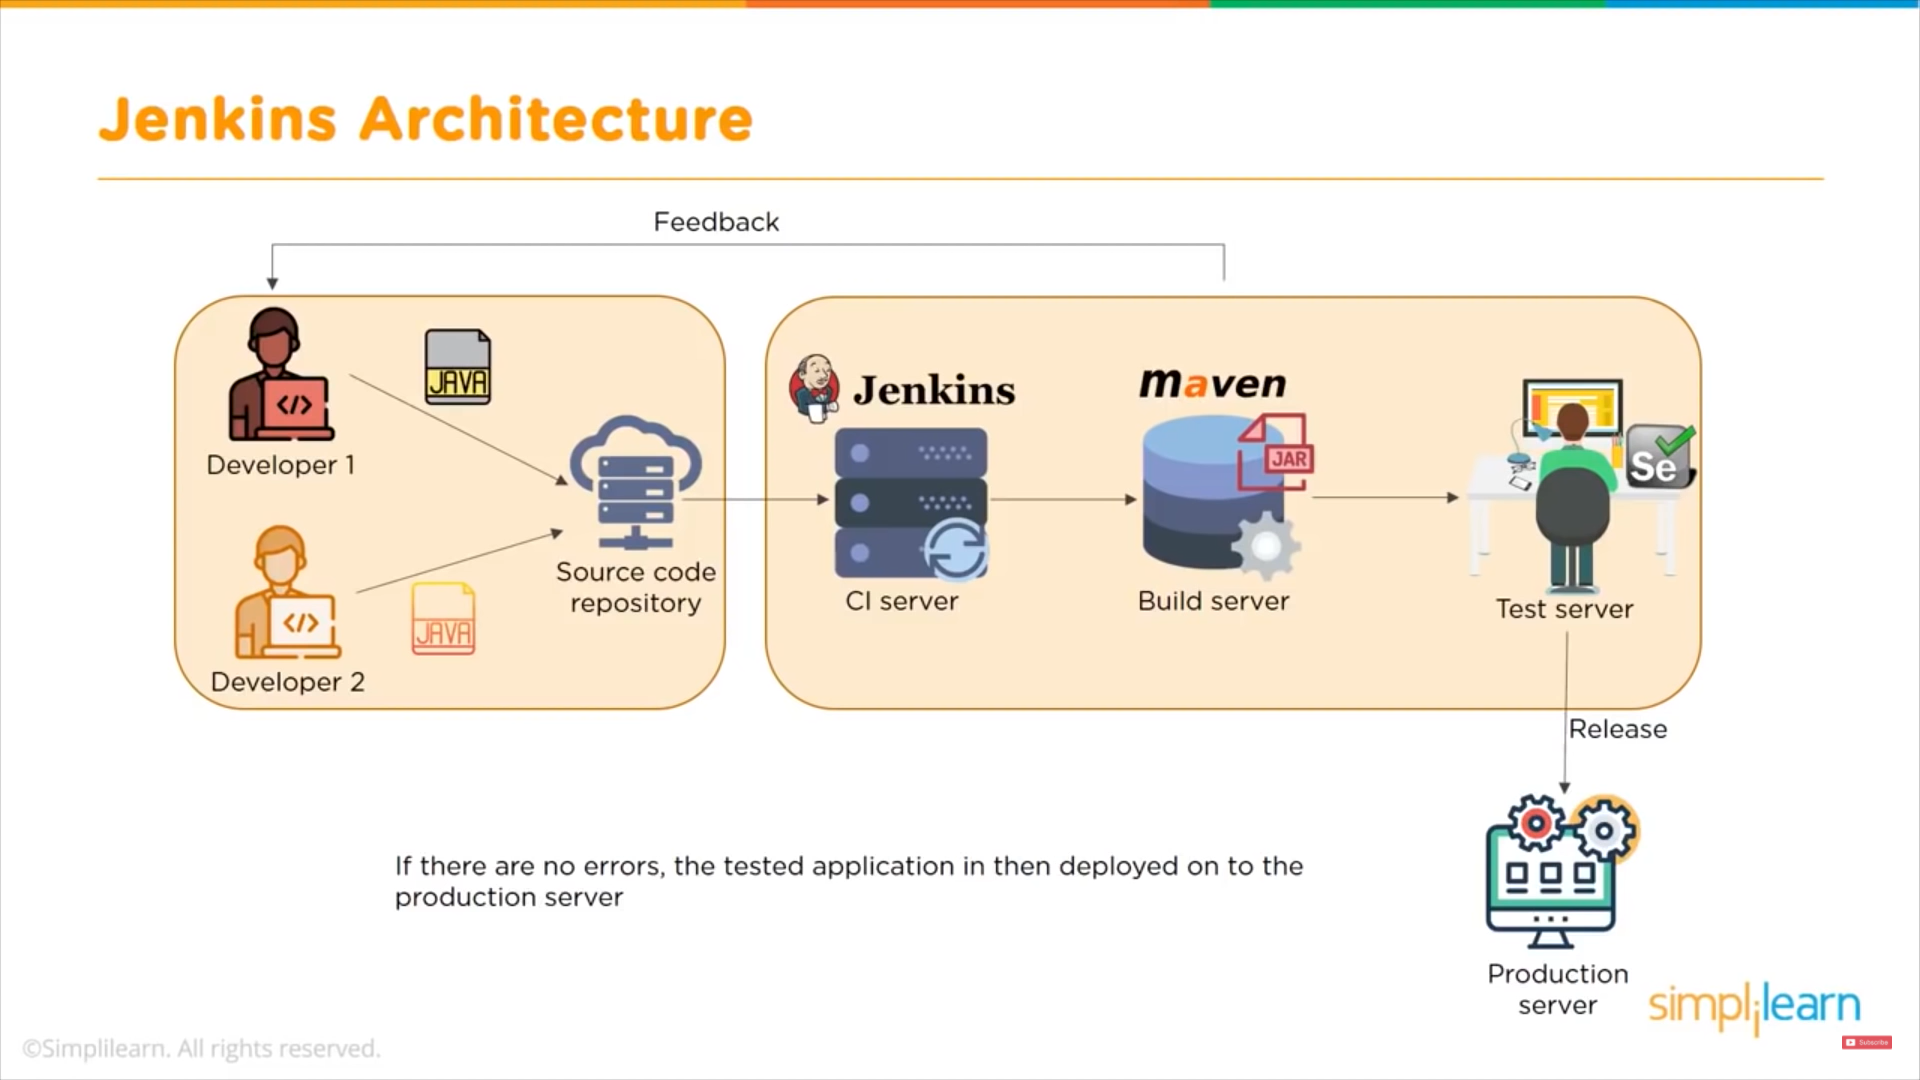 Jenkins Architecture
Feedback
JAVA
Developer 1
Source code
repository
JAVA
Developer 2
Jenkins
maven
JAR
Se
CI server
Build server
Test server
Release
If there are no errors, the tested application in then deployed on to the
production server
Production
server
simplilearn
Subscribe
©Simplilearn. All rights reserved.